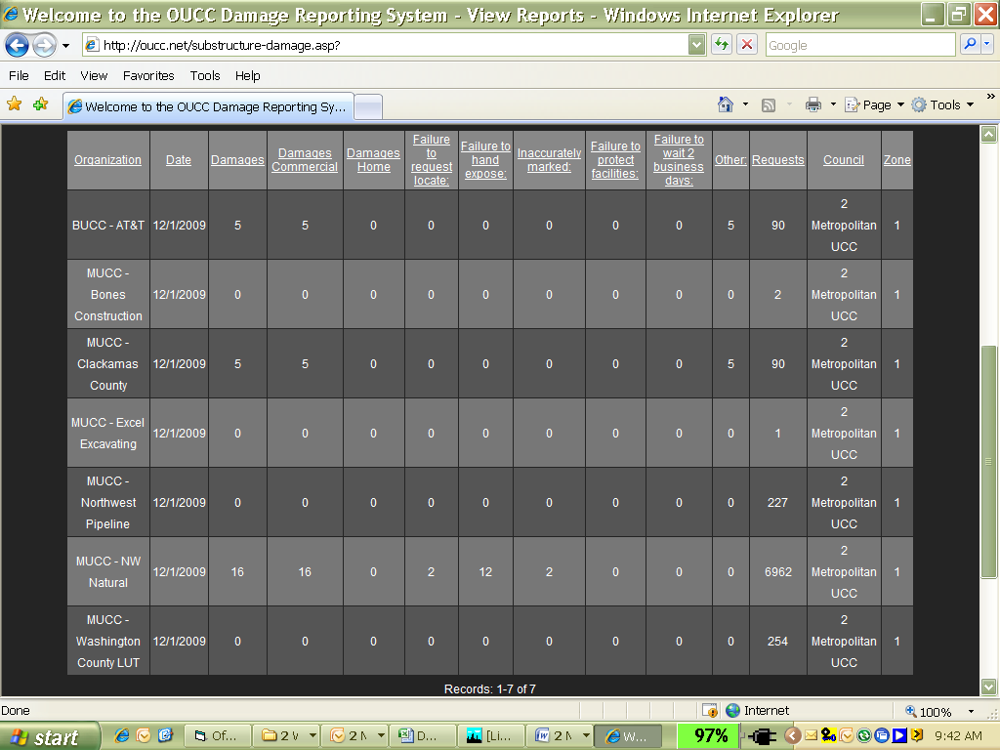 Welcome to the OUCC Damage Reporting System - View Reports - Windows Internet Explorer
http://oucc.net/substructure-damage.asp?
Google
File Edit View Favorites Tools Help
Welcome to the OUCC Damage Reporting Sy...
Page Tools »
Organization Date Damages Damages Commercial Damages Home Failure to request locate: Failure to hand expose: Inaccurately marked: Failure to protect facilities: Failure to wait 2 business days: Other: Requests Council Zone
BUCC - AT&T 12/1/2009 5 5 0 0 0 0 0 0 5 90 2 Metropolitan UCC 1
MUCC - Bones Construction 12/1/2009 0 0 0 0 0 0 0 0 0 2 2 Metropolitan UCC 1
MUCC - Clackamas County 12/1/2009 5 5 0 0 0 0 0 0 5 90 2 Metropolitan UCC 1
MUCC - Excel Excavating 12/1/2009 0 0 0 0 0 0 0 0 0 1 2 Metropolitan UCC 1
MUCC - Northwest Pipeline 12/1/2009 0 0 0 0 0 0 0 0 0 227 2 Metropolitan UCC 1
MUCC - NW Natural 12/1/2009 16 16 0 2 12 2 0 0 0 6962 2 Metropolitan UCC 1
MUCC - Washington County LUT 12/1/2009 0 0 0 0 0 0 0 0 0 254 2 Metropolitan UCC 1
Records: 1-7 of 7
Done Internet 100%
start Of... 2 V 2 M D... [Li... 2 M W... 97% 9:42 AM